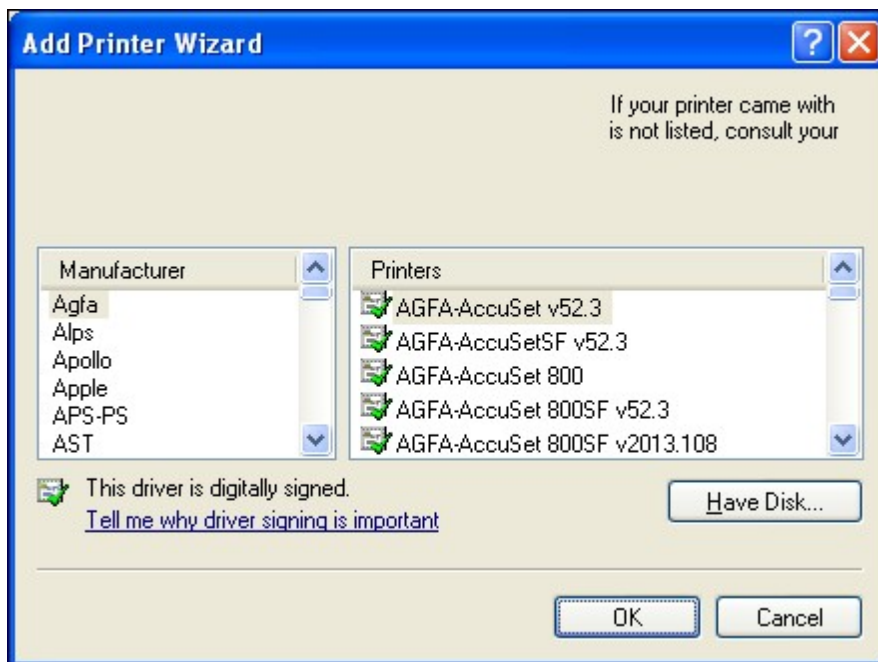 Add Printer Wizard
If your printer came with
is not listed, consult your
Manufacturer
Agfa
Alps
Apollo
Apple
APS-PS
AST
Printers
AGFA-AccuSet v52.3
AGFA-AccuSetSF v52.3
AGFA-AccuSet 800
AGFA-AccuSet 800SF v52.3
AGFA-AccuSet 800SF v2013.108
This driver is digitally signed.
Tell me why driver signing is important
Have Disk...
OK
Cancel